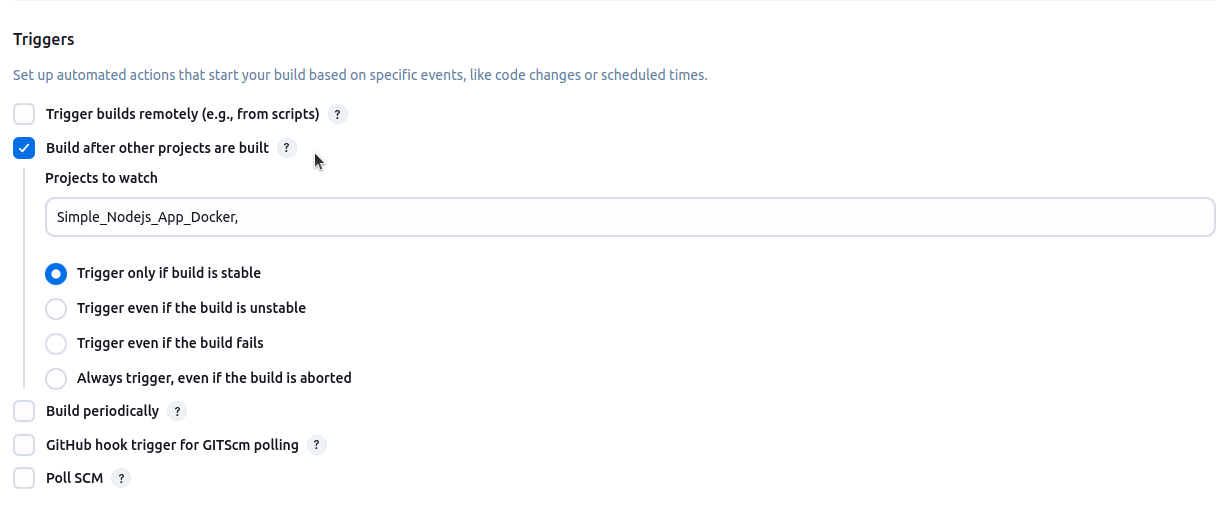 Triggers
Set up automated actions that start your build based on specific events, like code changes or scheduled times.
Trigger builds remotely (e.g., from scripts) ?
Build after other projects are built ?
Projects to watch
Simple_Nodejs_App_Docker,
Trigger only if build is stable
Trigger even if the build is unstable
Trigger even if the build fails
Always trigger, even if the build is aborted
Build periodically ?
GitHub hook trigger for GITScm polling ?
Poll SCM ?